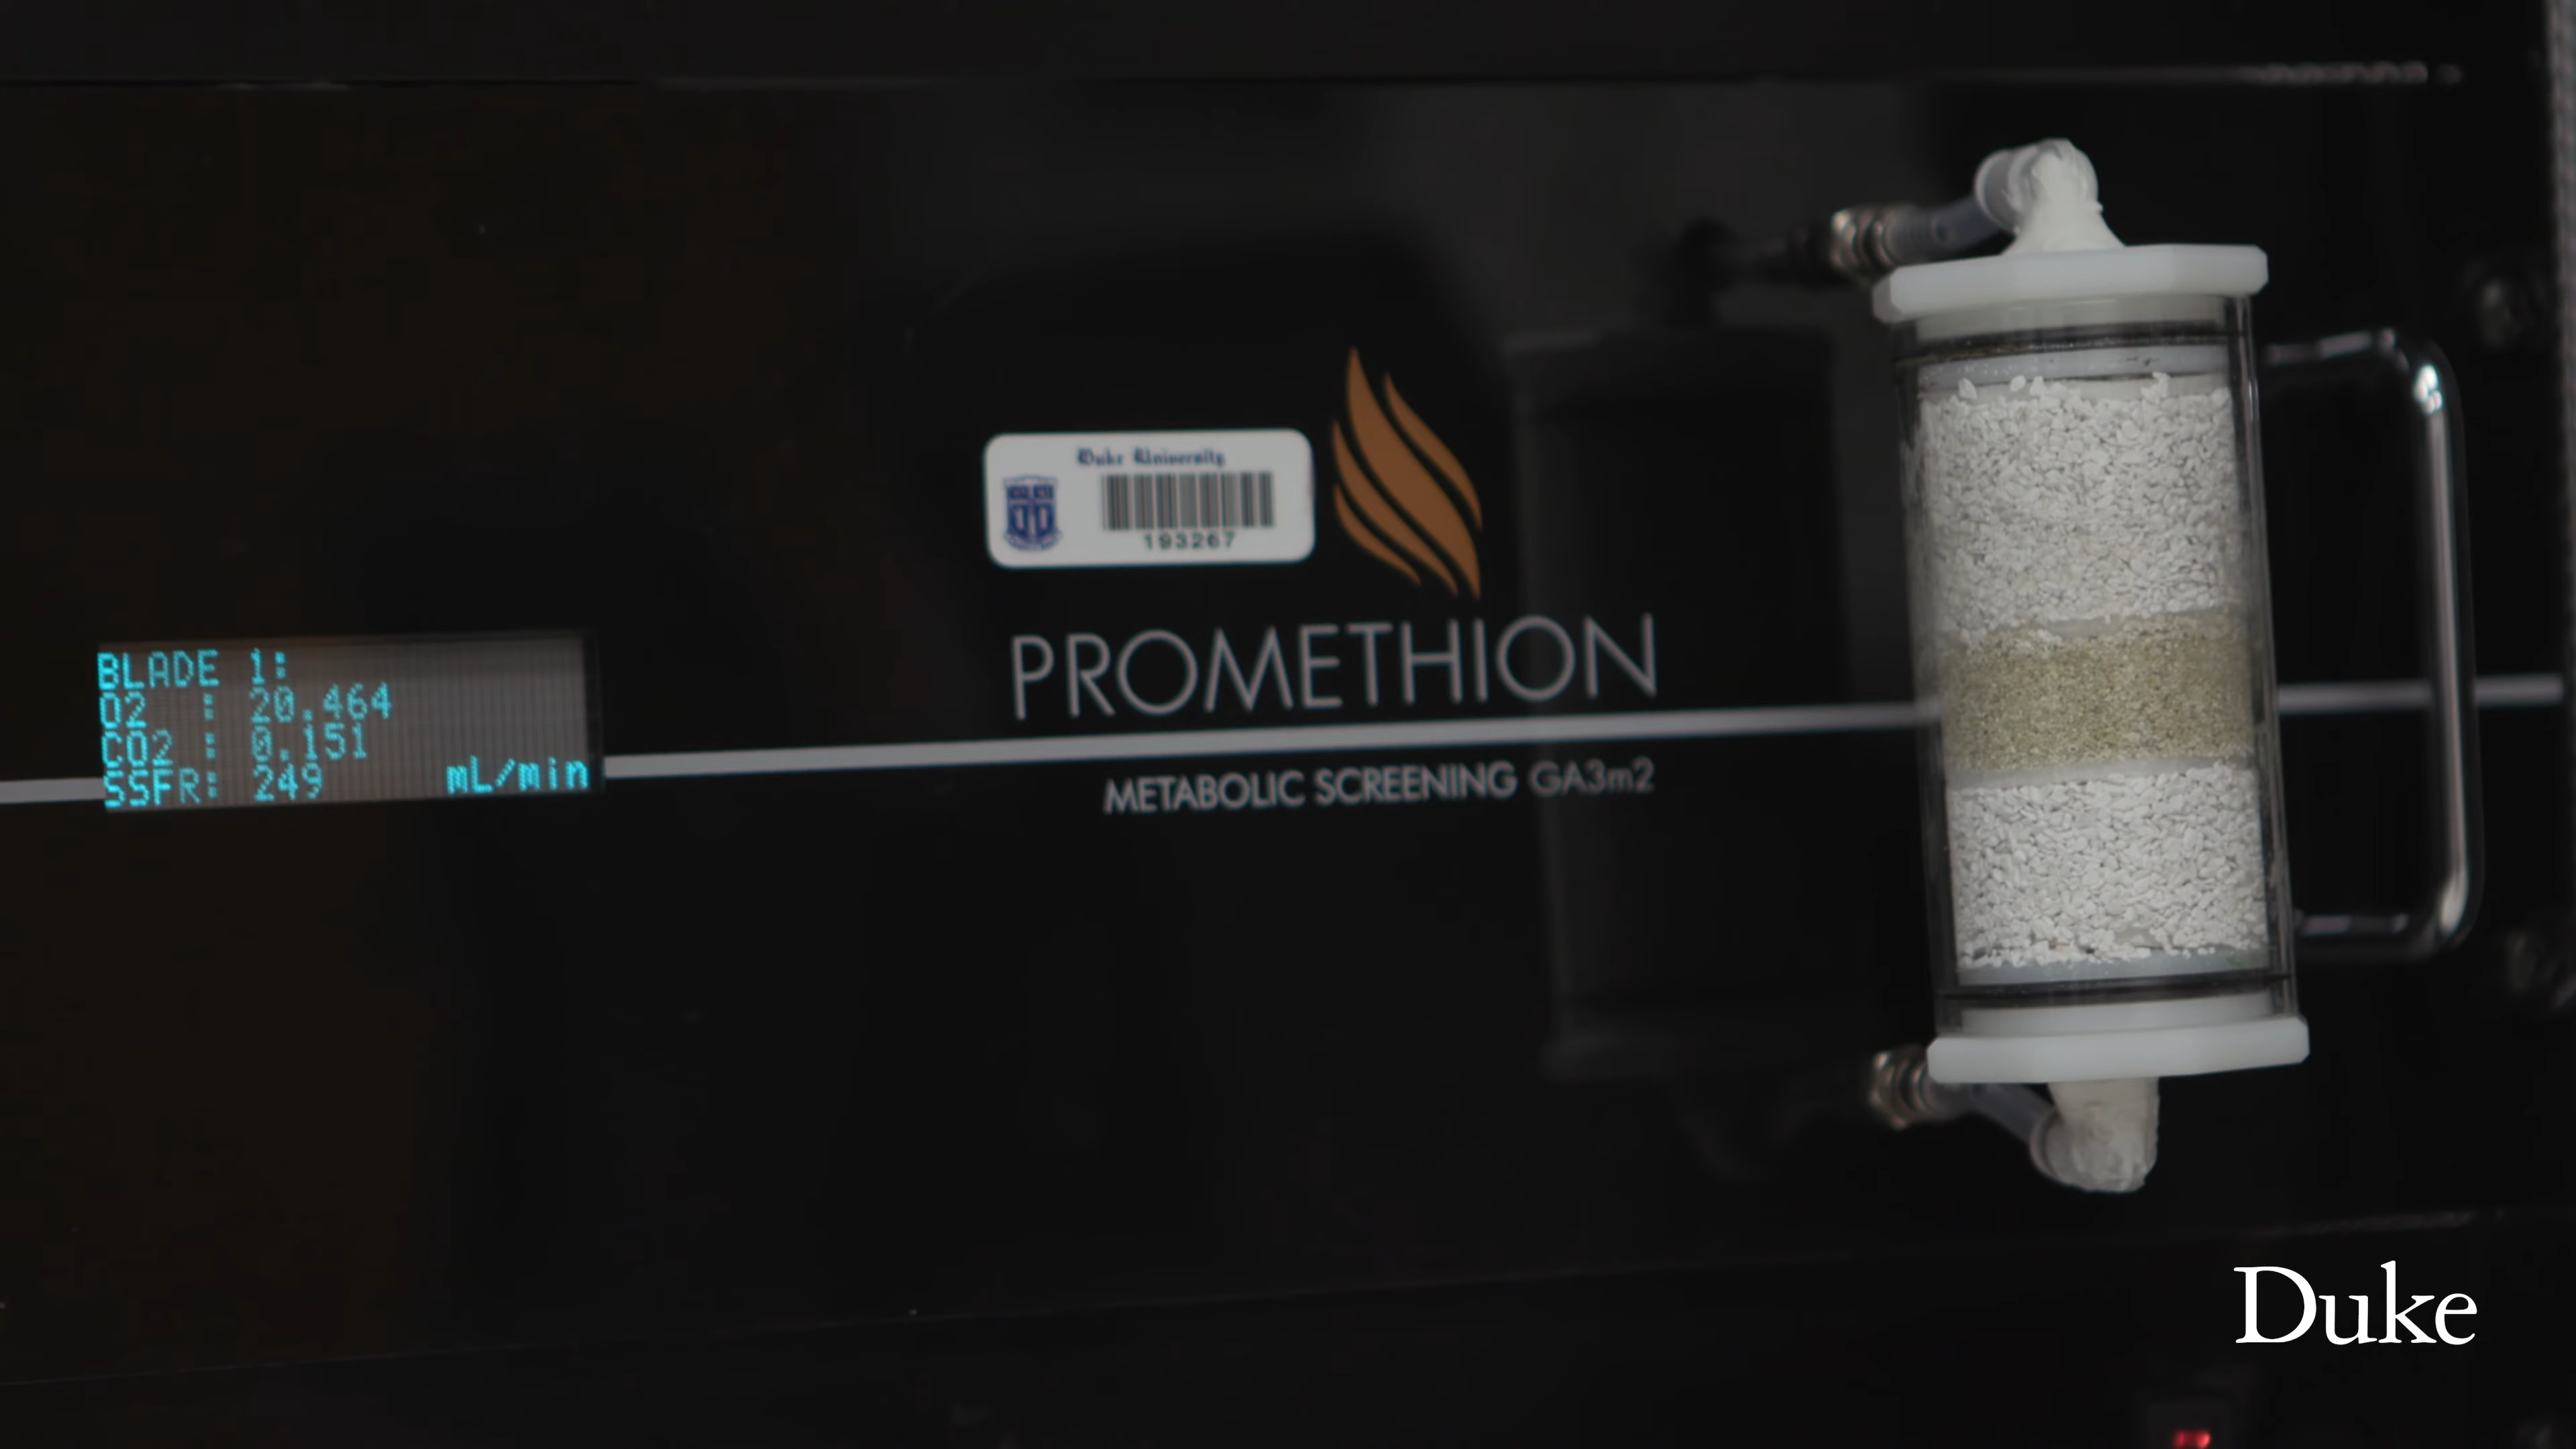 BLADE 1:
O2 : 20.464
CO2 : 0.151
SSFR: 249 mL/min
Duke University
193267
PROMETHION
METABOLIC SCREENING GA3m2
Duke